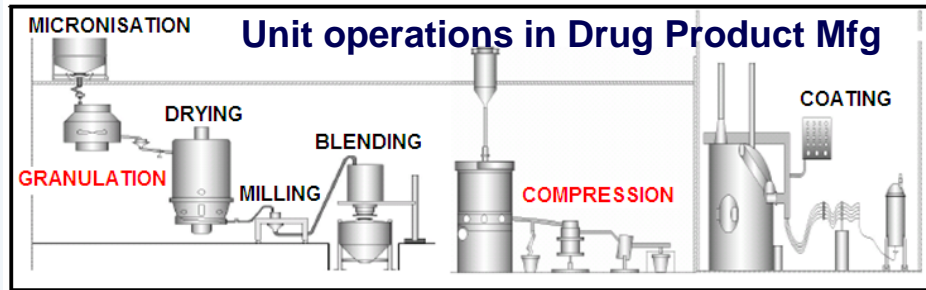 MICRONISATION
Unit operations in Drug Product Mfg
DRYING
COATING
BLENDING
GRANULATION
MILLING
COMPRESSION